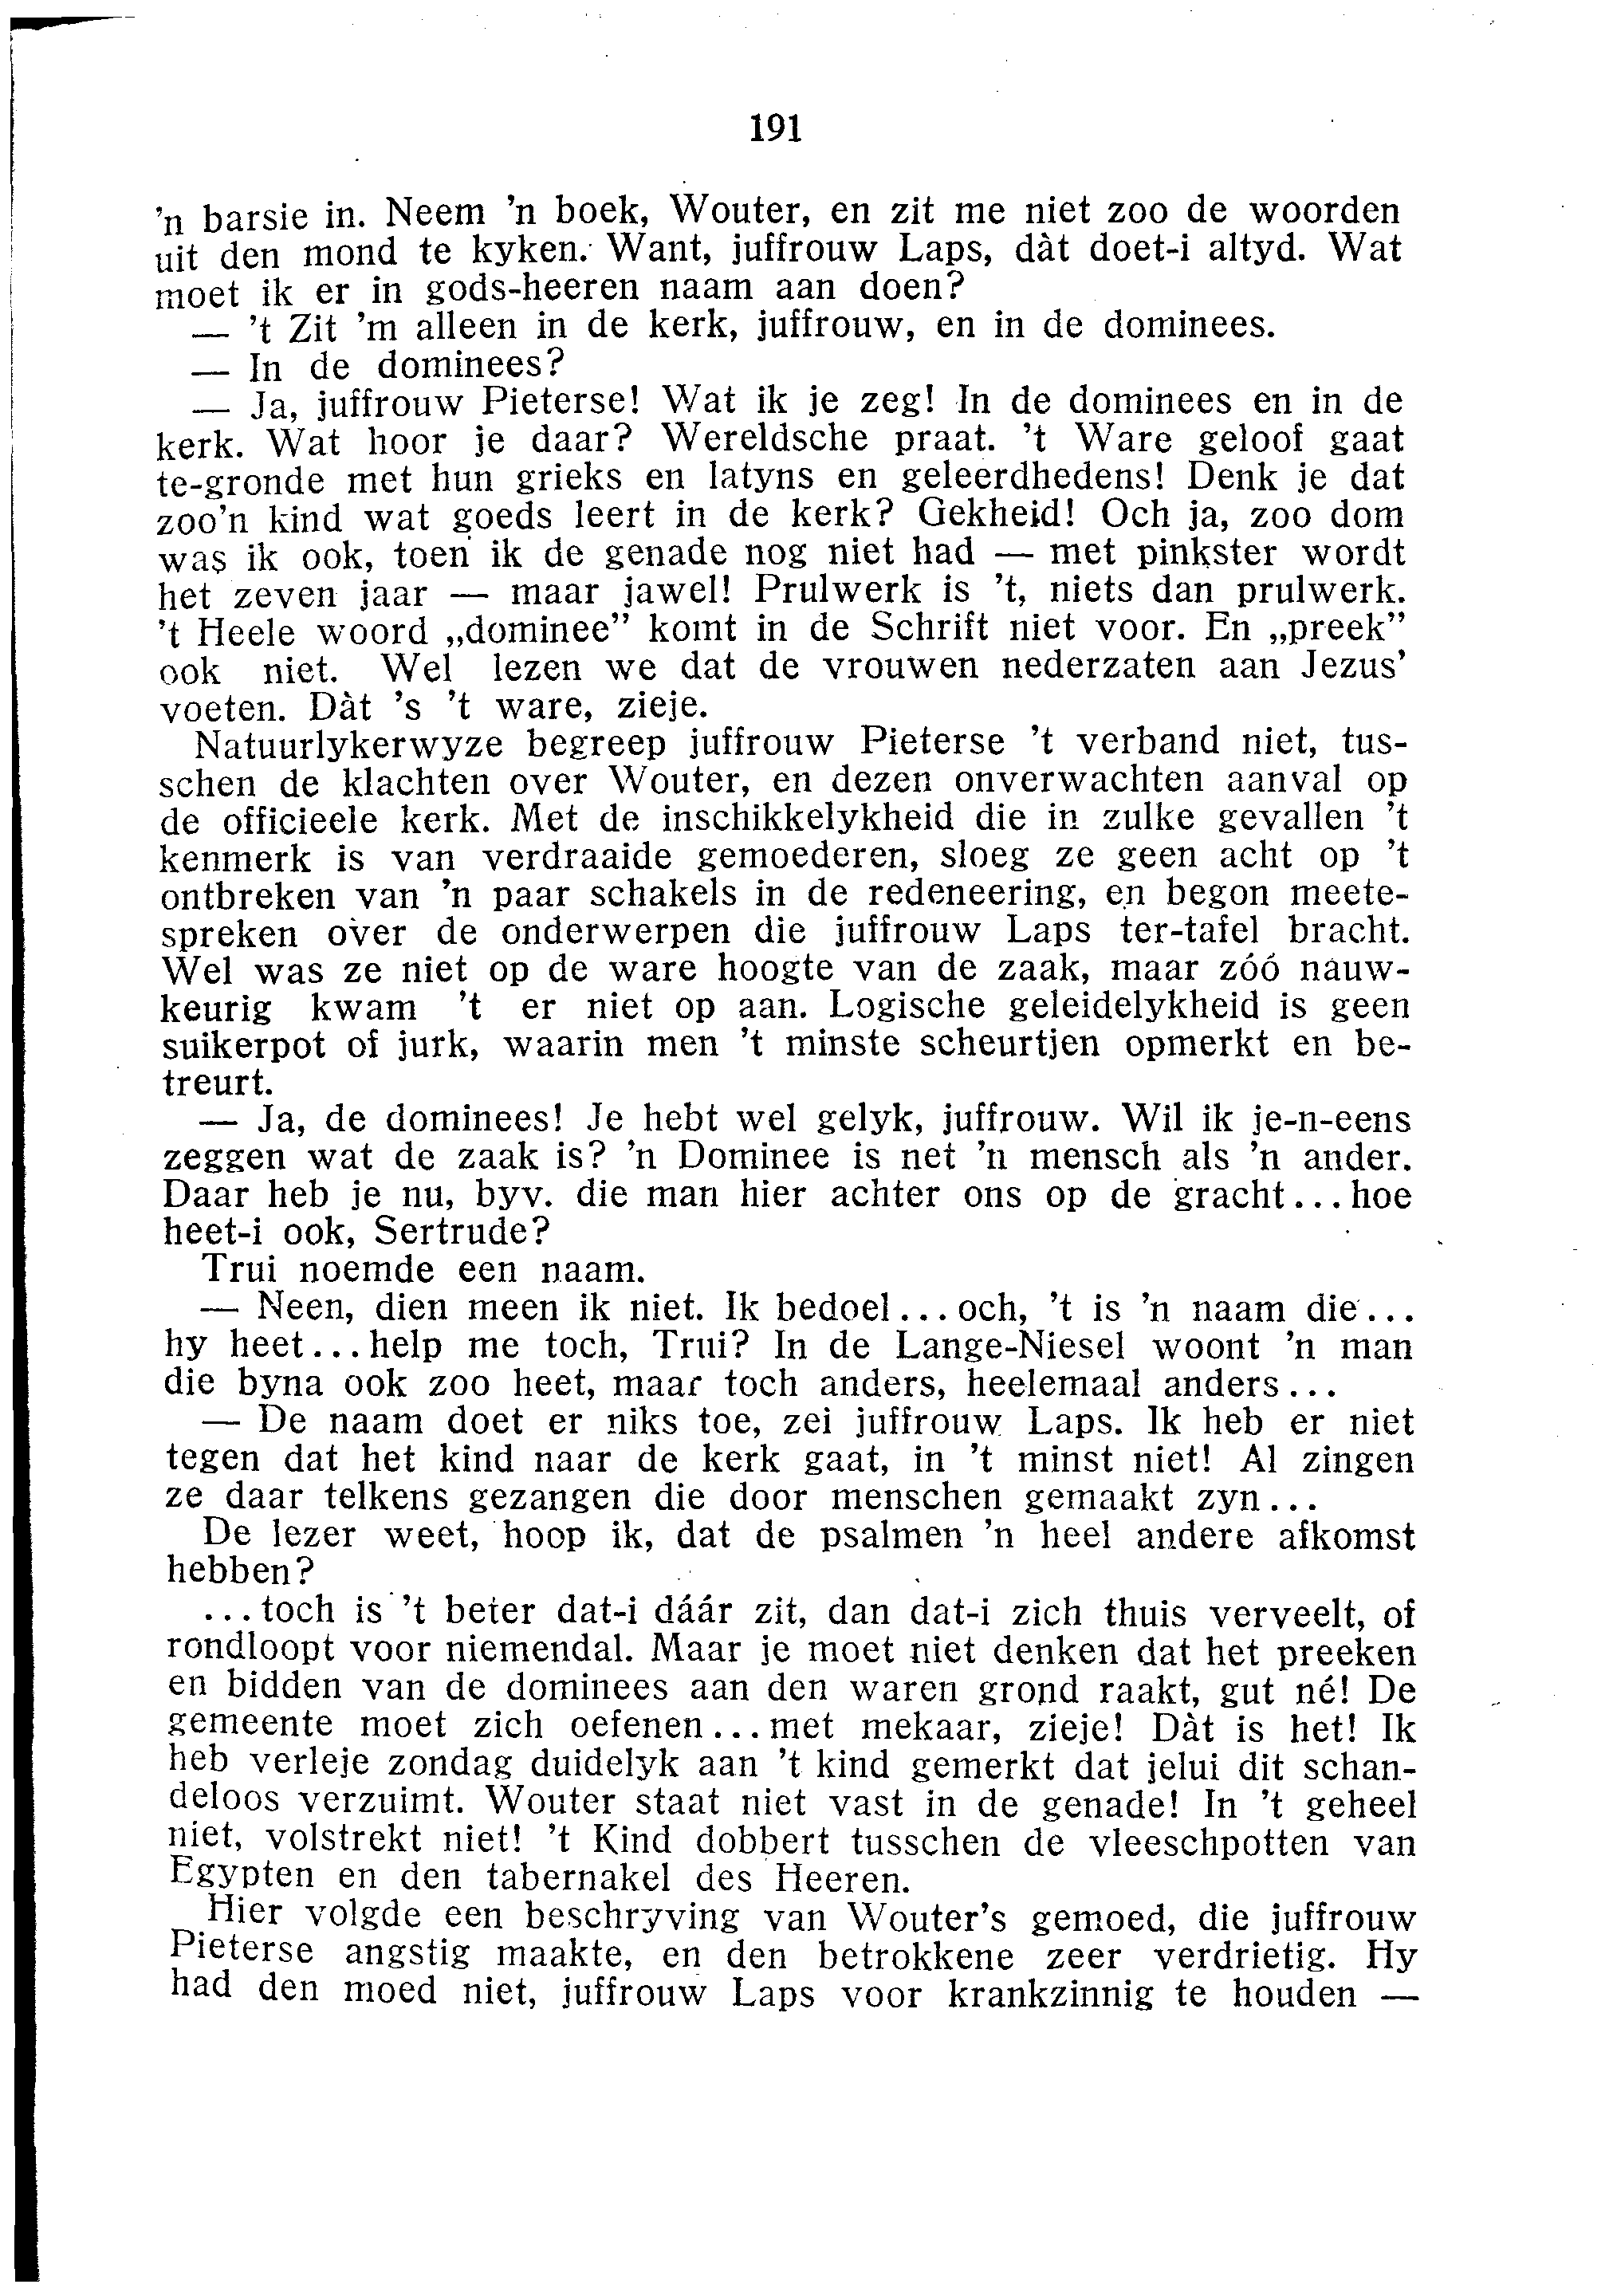 191
'n barsie in. Neem 'n boek, Wouter, en zit me niet zoo de woorden
uit den mond te kyken. Want, juffrouw Laps, dàt doet-i altyd. Wat
moet ik er in gods-heeren naam aan doen?
— 't Zit 'm alleen in de kerk, juffrouw, en in de dominees.
— In de dominees?
— Ja, juffrouw Pieterse! Wat ik je zeg! In de dominees en in de
kerk. Wat hoor je daar? Wereldsche praat. 't Ware geloof gaat
te-gronde met hun grieks en latyns en geleerdhedens! Denk je dat
zoo'n kind wat goeds leert in de kerk? Gekheid! Och ja, zoo dom
was ik ook, toen ik de genade nog niet had — met pinkster wordt
het zeven jaar — maar jawel! Prulwerk is 't, niets dan prulwerk.
't Heele woord „dominee” komt in de Schrift niet voor. En „preek”
ook niet. Wel lezen we dat de vrouwen nederzaten aan Jezus'
voeten. Dàt 's 't ware, zieje.
Natuurlykerwyze begreep juffrouw Pieterse 't verband niet, tus-
schen de klachten over Wouter, en dezen onverwachten aanval op
de officieele kerk. Met de inschikkelykheid die in zulke gevallen 't
kenmerk is van verdraaide gemoederen, sloeg ze geen acht op 't
ontbreken van 'n paar schakels in de redeneering, en begon meete-
spreken over de onderwerpen die juffrouw Laps ter-tafel bracht.
Wel was ze niet op de ware hoogte van de zaak, maar zóó nauw-
keurig kwam 't er niet op aan. Logische geleidelykheid is geen
suikerpot of jurk, waarin men 't minste scheurtjen opmerkt en be-
treurt.
— Ja, de dominees! Je hebt wel gelyk, juffrouw. Wil ik je-n-eens
zeggen wat de zaak is? 'n Dominee is net 'n mensch als 'n ander.
Daar heb je nu, byv. die man hier achter ons op de gracht... hoe
heet-i ook, Sertrude?
Trui noemde een naam.
— Neen, dien meen ik niet. Ik bedoel... och, 't is 'n naam die...
hy heet... help me toch, Trui? In de Lange-Niesel woont 'n man
die byna ook zoo heet, maar toch anders, heelemaal anders...
— De naam doet er niks toe, zei juffrouw Laps. Ik heb er niet
tegen dat het kind naar de kerk gaat, in 't minst niet! Al zingen
ze daar telkens gezangen die door menschen gemaakt zyn...
De lezer weet, hoop ik, dat de psalmen 'n heel andere afkomst
hebben?
...toch is 't beter dat-i dáár zit, dan dat-i zich thuis verveelt, of
rondloopt voor niemendal. Maar je moet niet denken dat het preeken
en bidden van de dominees aan den waren grond raakt, gut né! De
gemeente moet zich oefenen... met mekaar, zieje! Dàt is het! Ik
heb verleje zondag duidelyk aan 't kind gemerkt dat jelui dit schan-
deloos verzuimt. Wouter staat niet vast in de genade! In 't geheel
niet, volstrekt niet! 't Kind dobbert tusschen de vleeschpotten van
Egypten en den tabernakel des Heeren.
Hier volgde een beschryving van Wouter's gemoed, die juffrouw
Pieterse angstig maakte, en den betrokkene zeer verdrietig. Hy
had den moed niet, juffrouw Laps voor krankzinnig te houden —